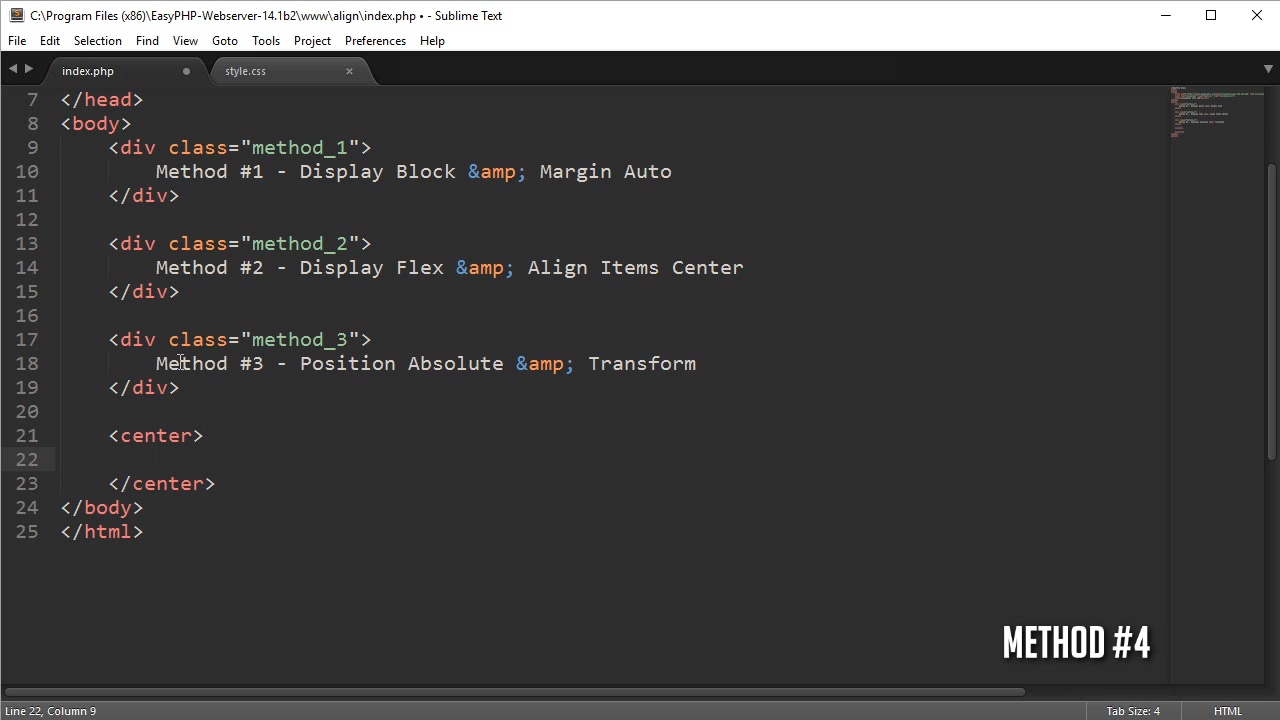 C:\Program Files (x86)\EasyPHP-Webserver-14.1b2\www\align\index.php • - Sublime Text
File Edit Selection Find View Goto Tools Project Preferences Help
index.php style.css
7 </head>
8 <body>
9 <div class="method_1">
10 Method #1 - Display Block &amp; Margin Auto
11 </div>
12
13 <div class="method_2">
14 Method #2 - Display Flex &amp; Align Items Center
15 </div>
16
17 <div class="method_3">
18 Method #3 - Position Absolute &amp; Transform
19 </div>
20
21 <center>
22
23 </center>
24 </body>
25 </html>
METHOD #4
Line 22, Column 9 Tab Size: 4 HTML